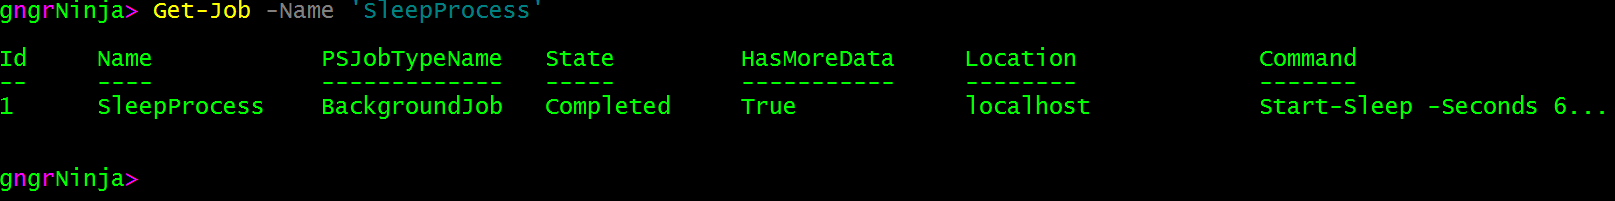 gngrNinja> Get-Job -Name 'SleepProcess'
Id     Name            PSJobTypeName   State         HasMoreData     Location             Command
--     ----            -------------   -----         -----------     --------             -------
1      SleepProcess    BackgroundJob   Completed     True            localhost            Start-Sleep -Seconds 6...
gngrNinja>